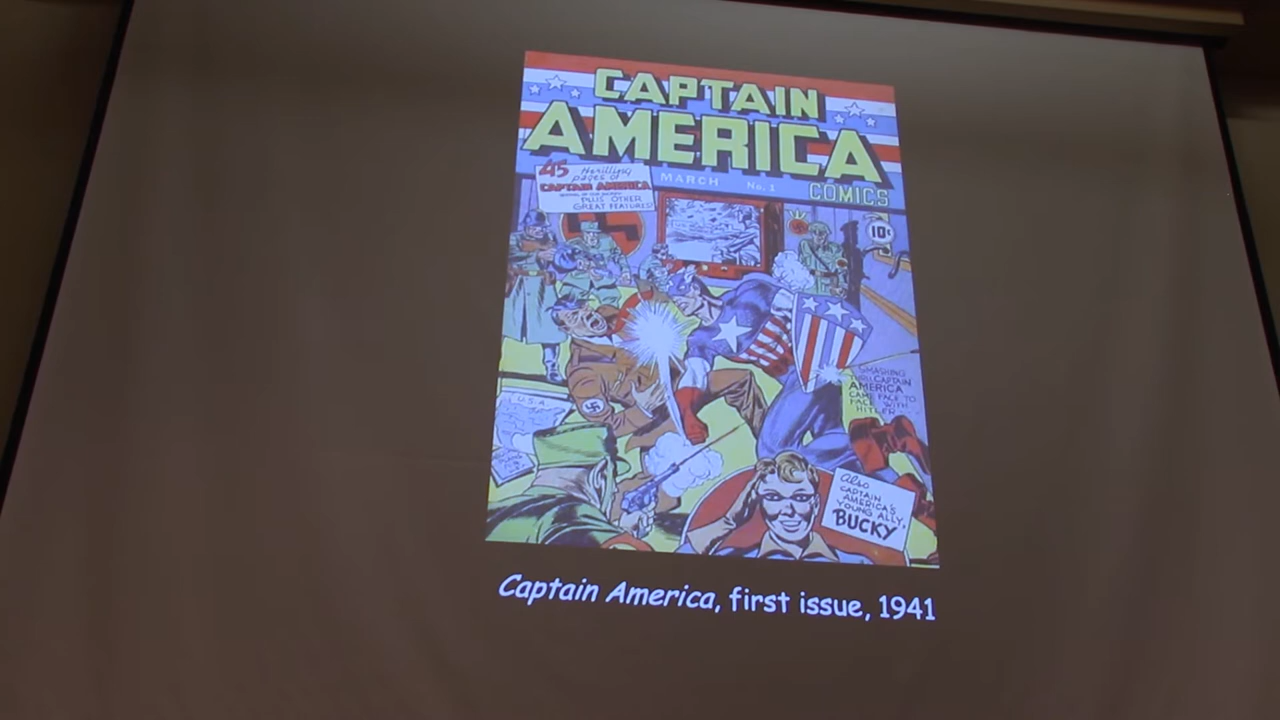 CAPTAIN
AMERICA
COMICS
MARCH No. 1
45 thrilling
pages of
CAPTAIN AMERICA
PLUS OTHER
GREAT FEATURES!
10¢
U.S.A
SMASHING
THRU, CAPTAIN
AMERICA
CAME FACE TO
FACE WITH
HITLER
Also
CAPTAIN
AMERICA'S
YOUNG ALLY,
BUCKY
Captain America, first issue, 1941